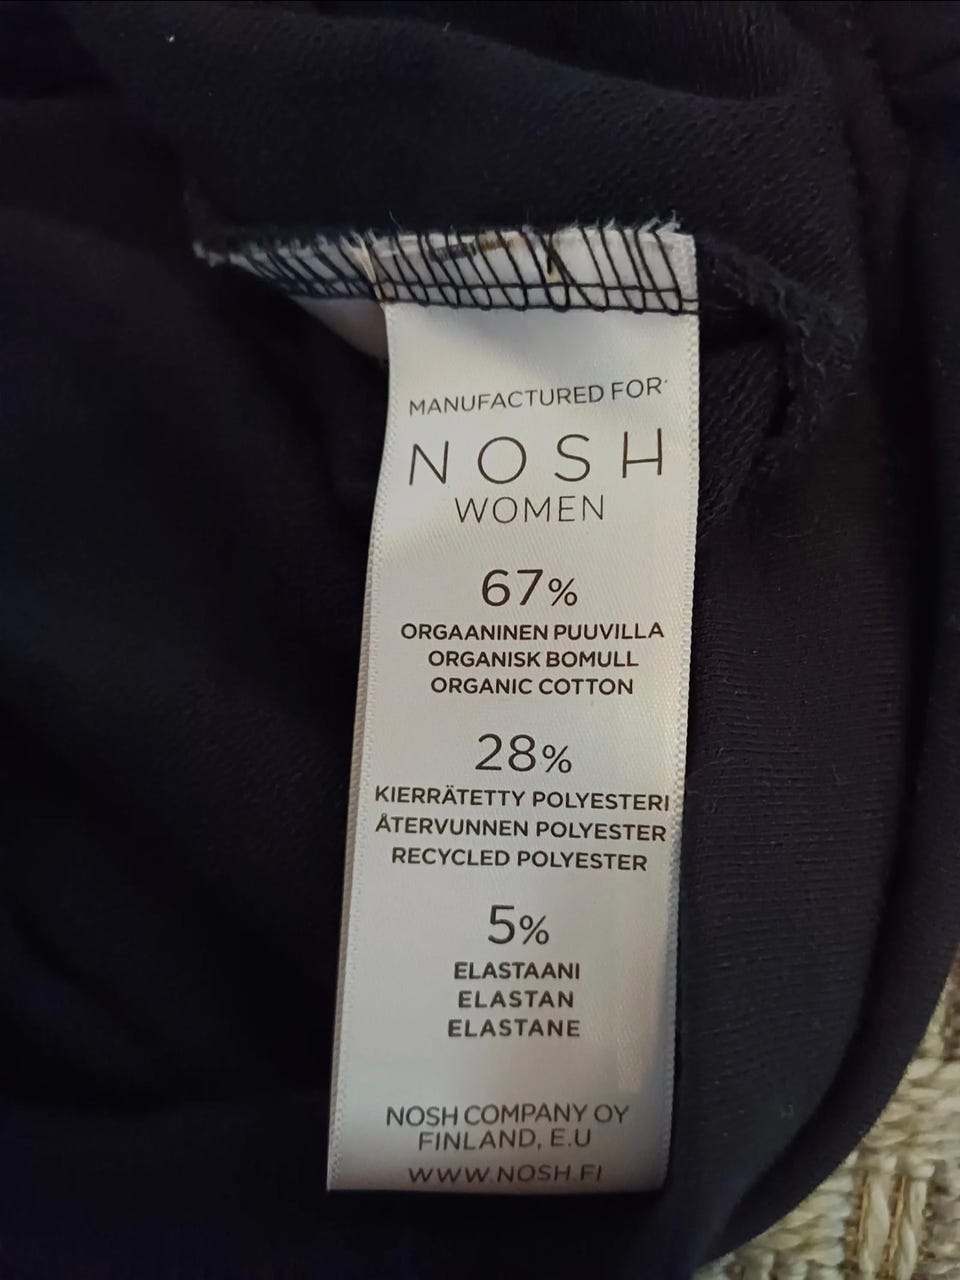 MANUFACTURED FOR
NOSH
WOMEN
67%
ORGAANINEN PUUVILLA
ORGANISK BOMULL
ORGANIC COTTON
28%
KIERRÄTETTY POLYESTERI
ÅTERVUNNEN POLYESTER
RECYCLED POLYESTER
5%
ELASTAANI
ELASTAN
ELASTANE
NOSH COMPANY OY
FINLAND, E.U
WWW.NOSH.FI